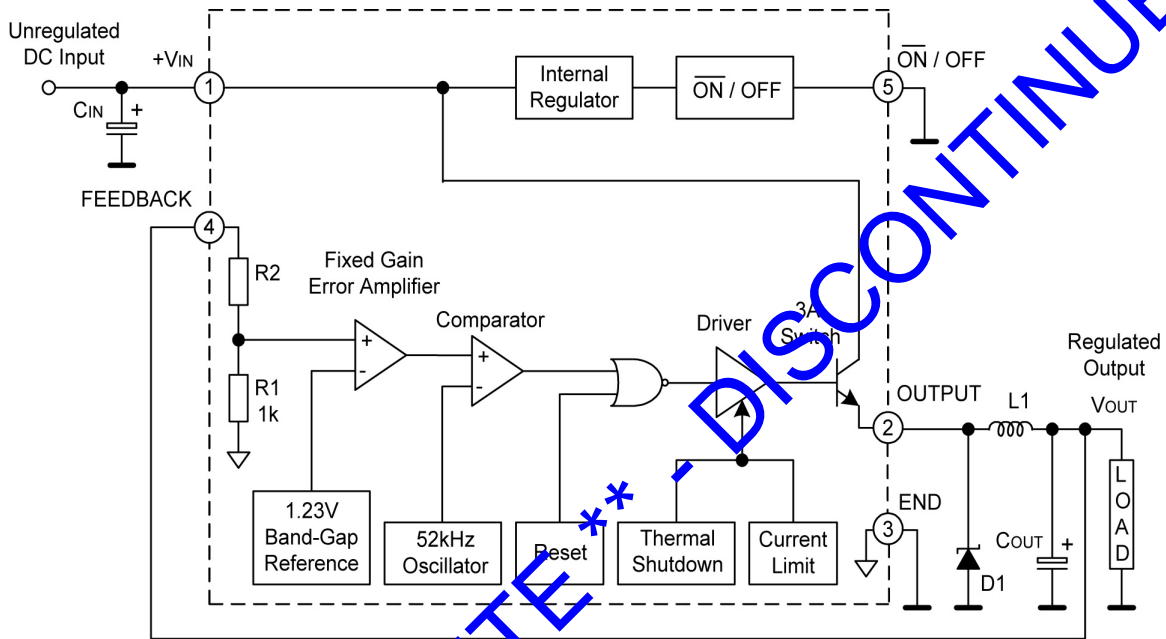 Unregulated
DC Input
+VIN
CIN
+
1
Internal
Regulator
ON / OFF
5
ON / OFF
FEEDBACK
4
R2
R1
1k
Fixed Gain
Error Amplifier
+
-
Comparator
+
-
Driver
3A
Switch
OUTPUT
2
L1
Regulated
Output
VOUT
LOAD
COUT
+
D1
END
3
1.23V
Band-Gap
Reference
52kHz
Oscillator
Reset
Thermal
Shutdown
Current
Limit
TE ** - DISCONTINUE